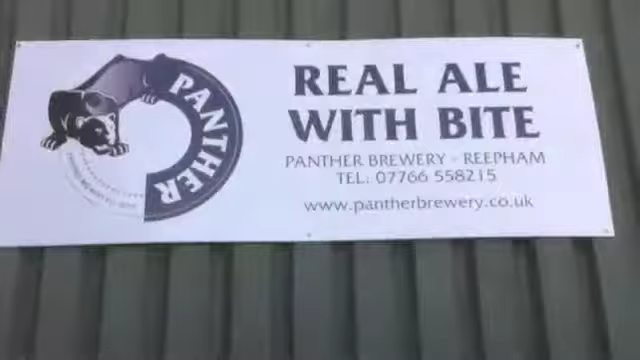 PANTHER
REAL ALE
WITH BITE
PANTHER BREWERY - REEPHAM
TEL: 07766 558215
www.pantherbrewery.co.uk